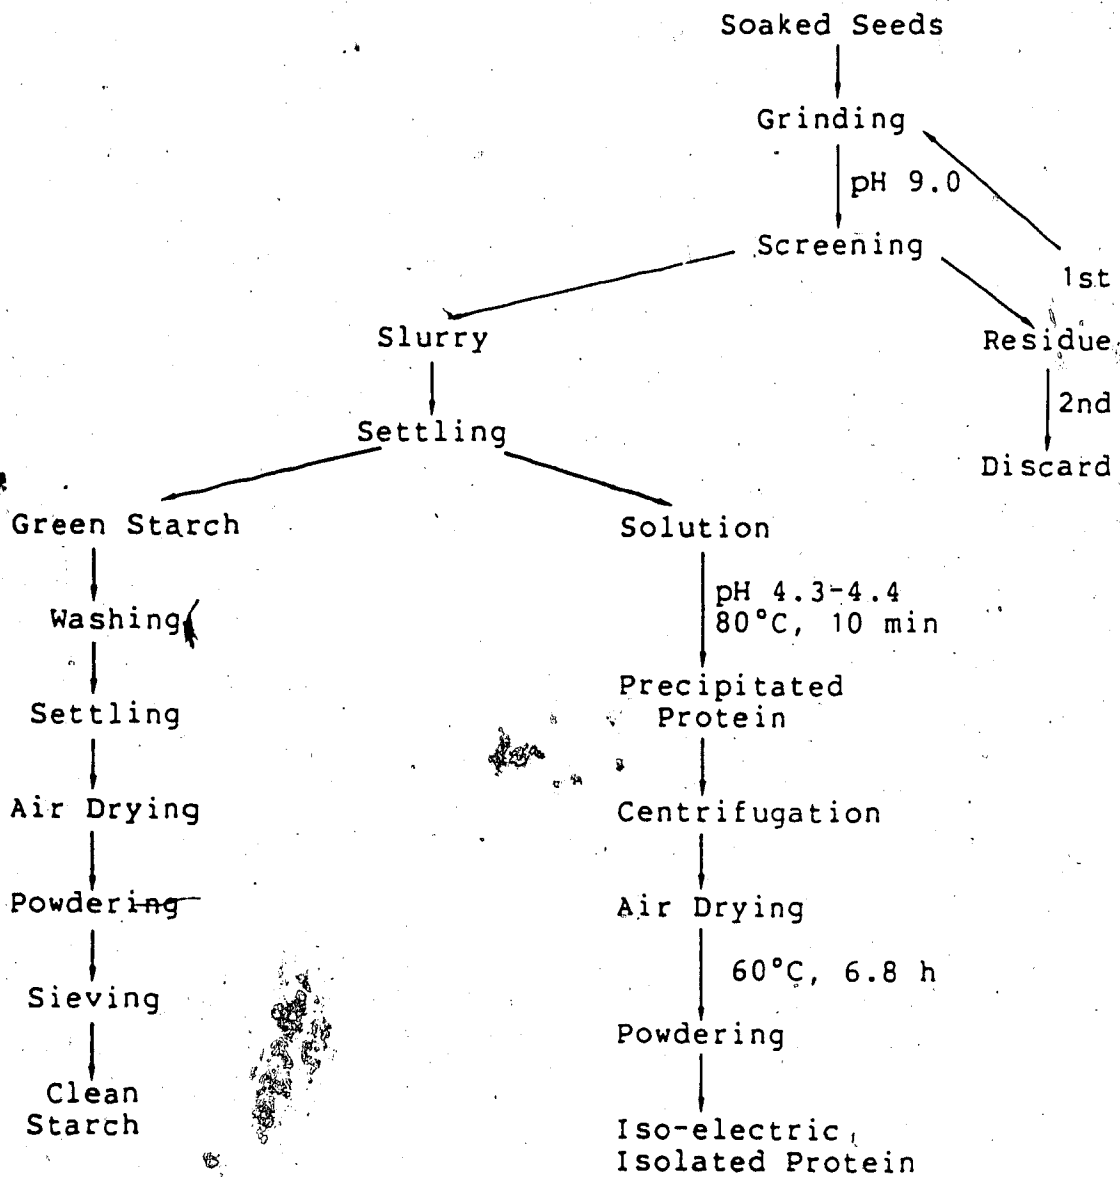 Soaked Seeds
Grinding
pH 9.0
Screening
1st
Slurry
Residue
2nd
Settling
Discard
Green Starch
Solution
pH 4.3-4.4
80°C, 10 min
Washing
Precipitated
Protein
Settling
Air Drying
Centrifugation
Powdering
Air Drying
60°C, 6.8 h
Sieving
Powdering
Clean
Starch
Iso-electric
Isolated Protein